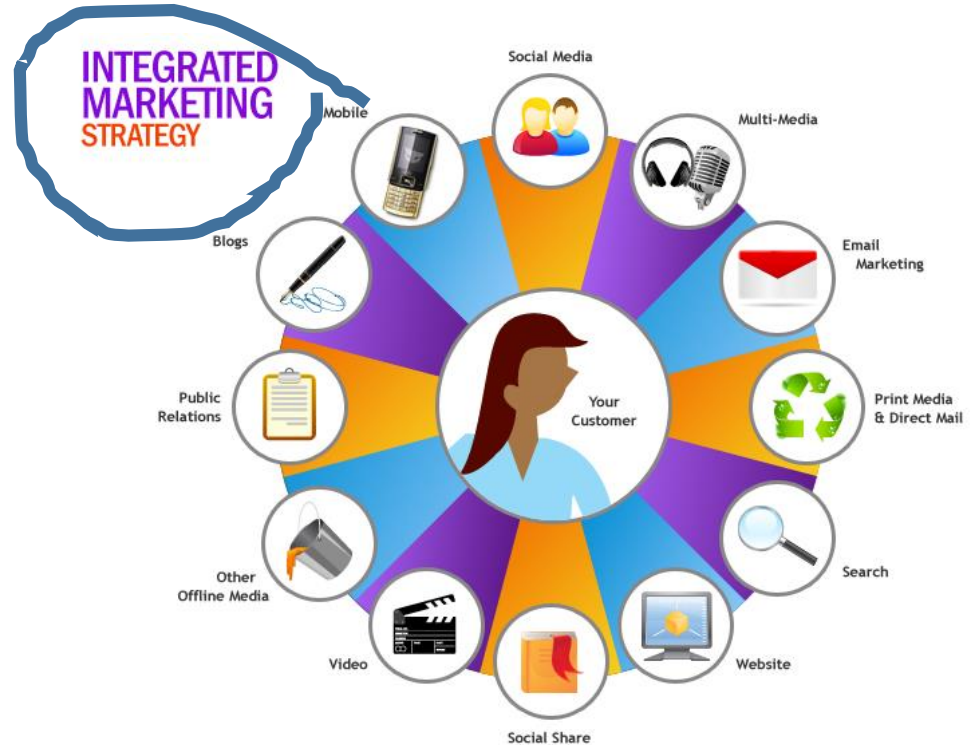 INTEGRATED
MARKETING
STRATEGY
Social Media
Mobile
Multi-Media
Blogs
Email
Marketing
Your
Customer
Public
Relations
Print Media
& Direct Mail
Other
Offline Media
Search
Video
Website
Social Share